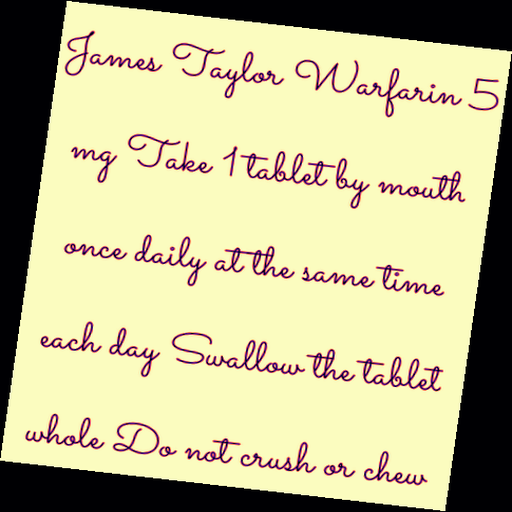 James Taylor Warfarin 5
mg Take 1 tablet by mouth
once daily at the same time
each day Swallow the tablet
whole Do not crush or chew